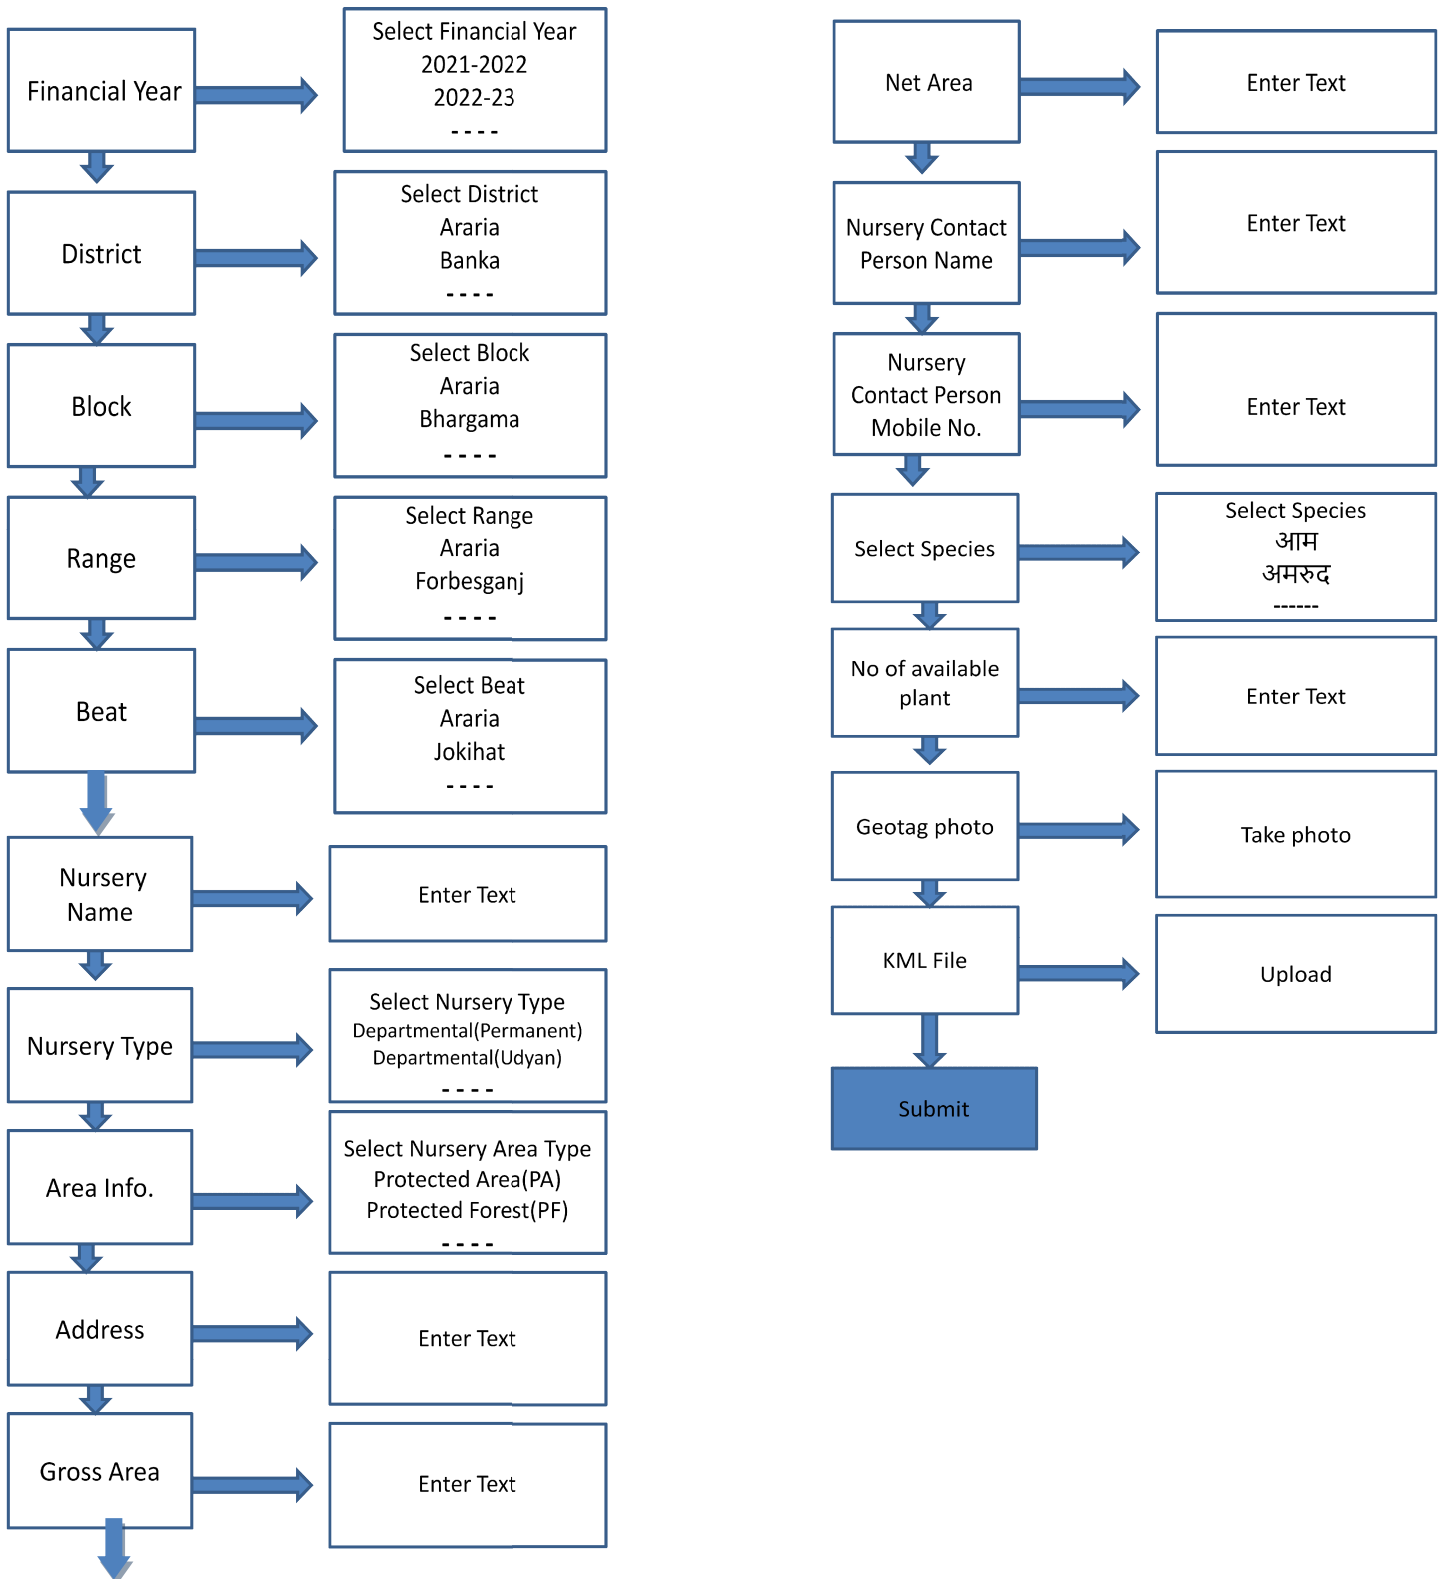 Financial Year
Select Financial Year
2021-2022
2022-23
- - - -
District
Select District
Araria
Banka
- - - -
Block
Select Block
Araria
Bhargama
- - - -
Range
Select Range
Araria
Forbesganj
- - - -
Beat
Select Beat
Araria
Jokihat
- - - -
Nursery
Name
Enter Text
Nursery Type
Select Nursery Type
Departmental(Permanent)
Departmental(Udyan)
- - - -
Area Info.
Select Nursery Area Type
Protected Area(PA)
Protected Forest(PF)
- - - -
Address
Enter Text
Gross Area
Enter Text
Net Area
Enter Text
Nursery Contact
Person Name
Enter Text
Nursery
Contact Person
Mobile No.
Enter Text
Select Species
Select Species
आम
अमरुद
------
No of available
plant
Enter Text
Geotag photo
Take photo
KML File
Upload
Submit